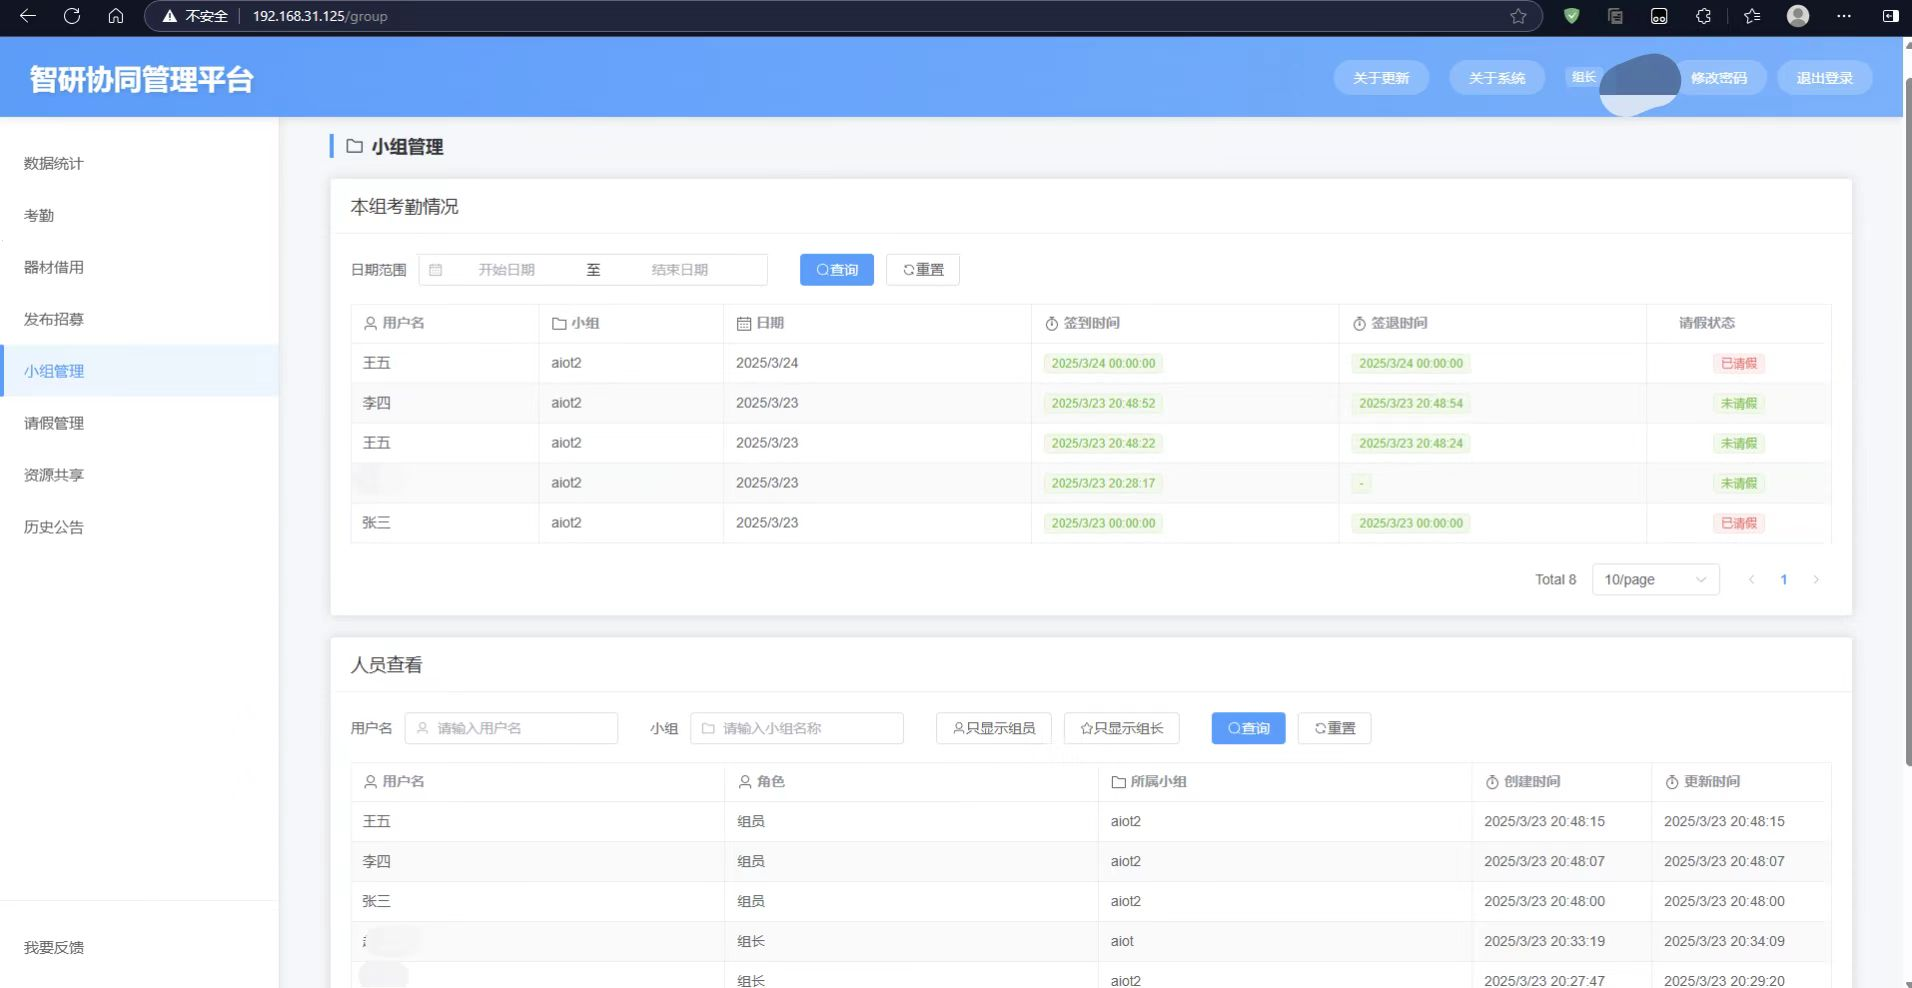 不安全 192.168.31.125/group
智研协同管理平台 关于更新 关于系统 组长 修改密码 退出登录
数据统计
考勤
器材借用
发布招募
小组管理
请假管理
资源共享
历史公告
我要反馈
小组管理
本组考勤情况
日期范围 开始日期 至 结束日期 查询 重置
用户名 小组 日期 签到时间 签退时间 请假状态
王五 aiot2 2025/3/24 2025/3/24 00:00:00 2025/3/24 00:00:00 已请假
李四 aiot2 2025/3/23 2025/3/23 20:48:52 2025/3/23 20:48:54 未请假
王五 aiot2 2025/3/23 2025/3/23 20:48:22 2025/3/23 20:48:24 未请假
aiot2 2025/3/23 2025/3/23 20:28:17 - 未请假
张三 aiot2 2025/3/23 2025/3/23 00:00:00 2025/3/23 00:00:00 已请假
Total 8 10/page 1
人员查看
用户名 请输入用户名 小组 请输入小组名称 只显示组员 只显示组长 查询 重置
用户名 角色 所属小组 创建时间 更新时间
王五 组员 aiot2 2025/3/23 20:48:15 2025/3/23 20:48:15
李四 组员 aiot2 2025/3/23 20:48:07 2025/3/23 20:48:07
张三 组员 aiot2 2025/3/23 20:48:00 2025/3/23 20:48:00
组长 aiot 2025/3/23 20:33:19 2025/3/23 20:34:09
组长 aiot2 2025/3/23 20:27:47 2025/3/23 20:29:20